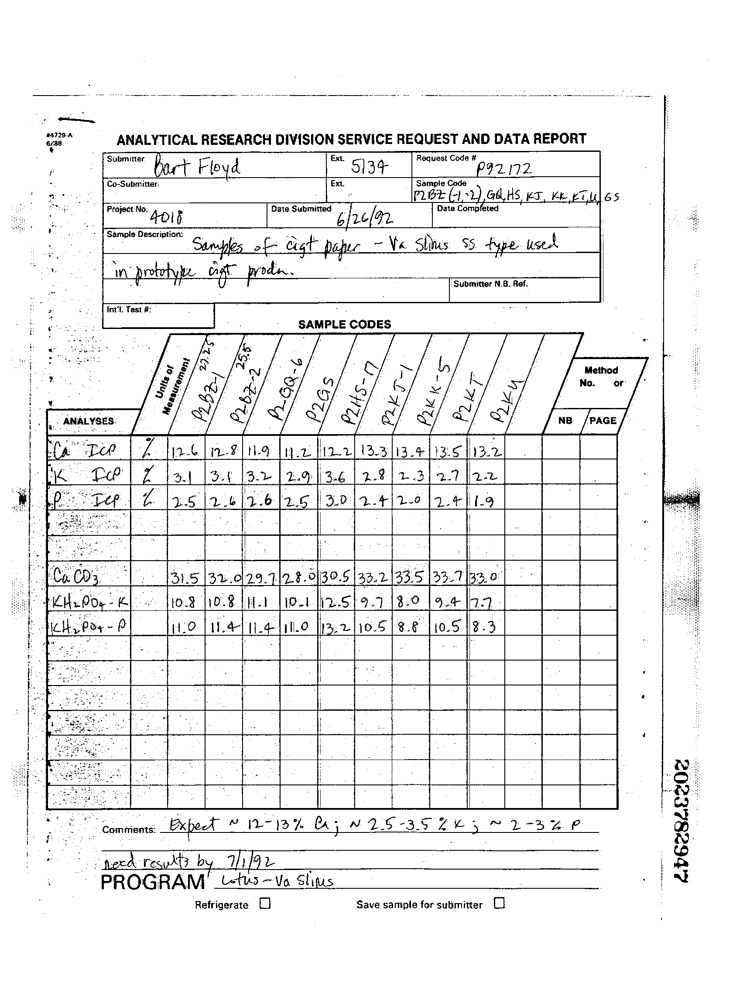 #4729-A
6/88
ANALYTICAL RESEARCH DIVISION SERVICE REQUEST AND DATA REPORT
Submitter Bart Floyd Ext. 5134 Request Code # P92172
Co-Submitter Ext. Sample Code P2BZ(-1,-2), GQ, HS, KJ, KK, KT, U, GS
Project No. 4018 Date Submitted 6/26/92 Date Completed
Sample Description: Samples of cigt paper - Va Slims SS type used
in prototype cigt prodn.
Submitter N.B. Ref.
Int'l. Test #:
SAMPLE CODES
Units of Measurement 27.25 P2BZ-1 25.5 P2BZ-2 P2GQ-6 P2GS P2HS-17 P2KJ-1 P2KK-5 P2KT P2KU Method No. or
ANALYSES NB PAGE
Ca ICP % 12.6 12.8 11.9 11.2 12.2 13.3 13.4 13.5 13.2
K ICP % 3.1 3.1 3.2 2.9 3.6 2.8 2.3 2.7 2.2
P ICP % 2.5 2.6 2.6 2.5 3.0 2.4 2.0 2.4 1.9
CaCO3 31.5 32.0 29.7 28.0 30.5 33.2 33.5 33.7 33.0
KH2PO4-K 10.8 10.8 11.1 10.1 12.5 9.7 8.0 9.4 7.7
KH2PO4-P 11.0 11.4 11.4 11.0 13.2 10.5 8.8 10.5 8.3
Comments: Expect ~ 12-13% Ca; ~ 2.5-3.5 % K; ~ 2-3% P
need results by 7/1/92
PROGRAM Lotus-Va Slims
Refrigerate ☐ Save sample for submitter ☐
2023782947